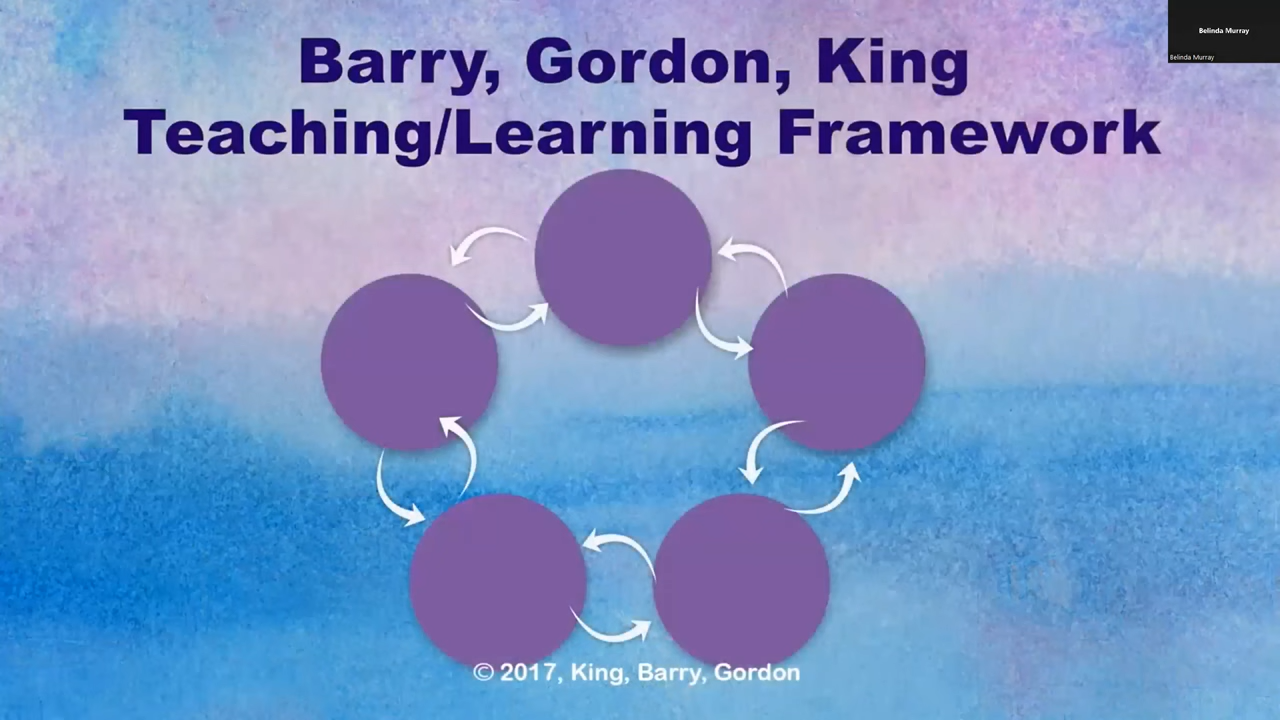 Barry, Gordon, King
Teaching/Learning Framework
Belinda Murray
Belinda Murray
© 2017, King, Barry, Gordon